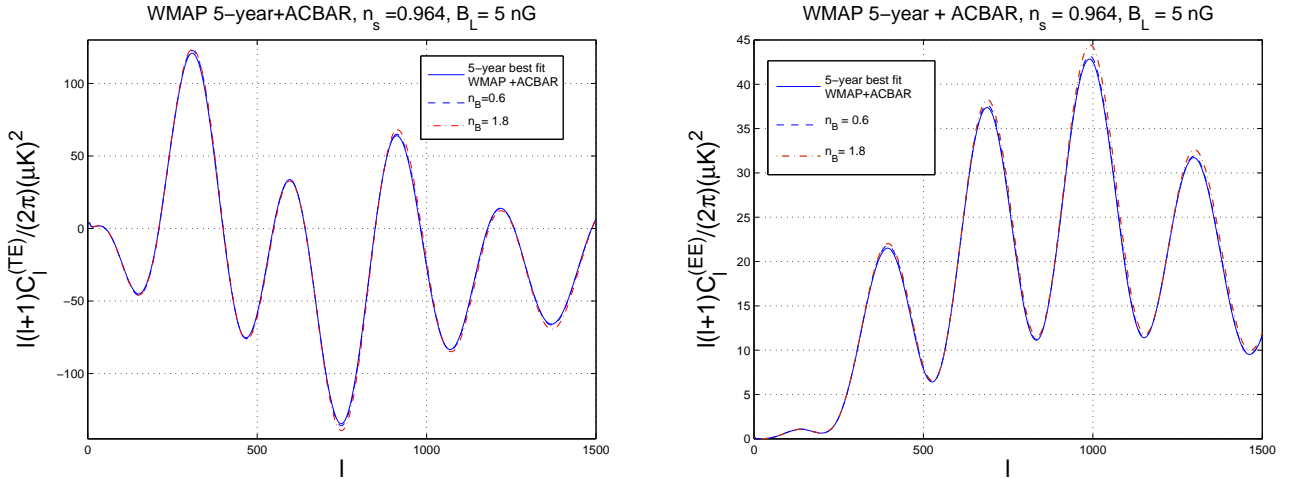 WMAP 5-year+ACBAR, n_s =0.964, B_L= 5 nG
l(l+1)C_l^(TE)/(2π)(μK)^2
100
50
0
−50
−100
0
500
1000
1500
l
5-year best fit
WMAP +ACBAR
n_B=0.6
n_B= 1.8
WMAP 5-year + ACBAR, n_s = 0.964, B_L= 5 nG
l(l+1)C_l^(EE)/(2π)(μK)^2
45
40
35
30
25
20
15
10
5
0
0
500
1000
1500
l
5-year best fit
WMAP+ACBAR
n_B = 0.6
n_B = 1.8